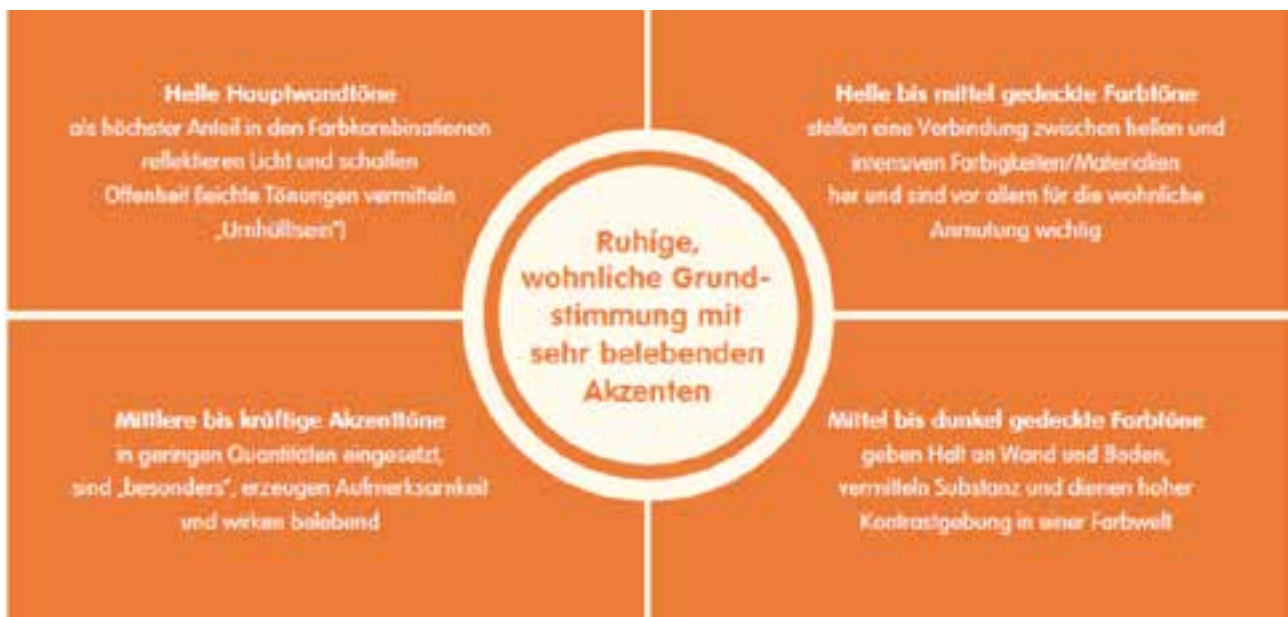 Helle Hauptwandtöne
als höchster Anteil in den Farbkombinationen
reflektieren Licht und schaffen
Offenheit (leichte Tönungen vermitteln
„Umhülltsein“)
Helle bis mittel gedeckte Farbtöne
stellen eine Verbindung zwischen hellen und
intensiven Farbigkeiten/Materialien
her und sind vor allem für die wohnliche
Anmutung wichtig
Ruhige,
wohnliche Grund-
stimmung mit
sehr belebenden
Akzenten
Mittlere bis kräftige Akzenttöne
in geringen Quantitäten eingesetzt,
sind „besonders“, erzeugen Aufmerksamkeit
und wirken belebend
Mittel bis dunkel gedeckte Farbtöne
geben Halt an Wand und Boden,
vermitteln Substanz und dienen hoher
Kontrastgebung in einer Farbwelt